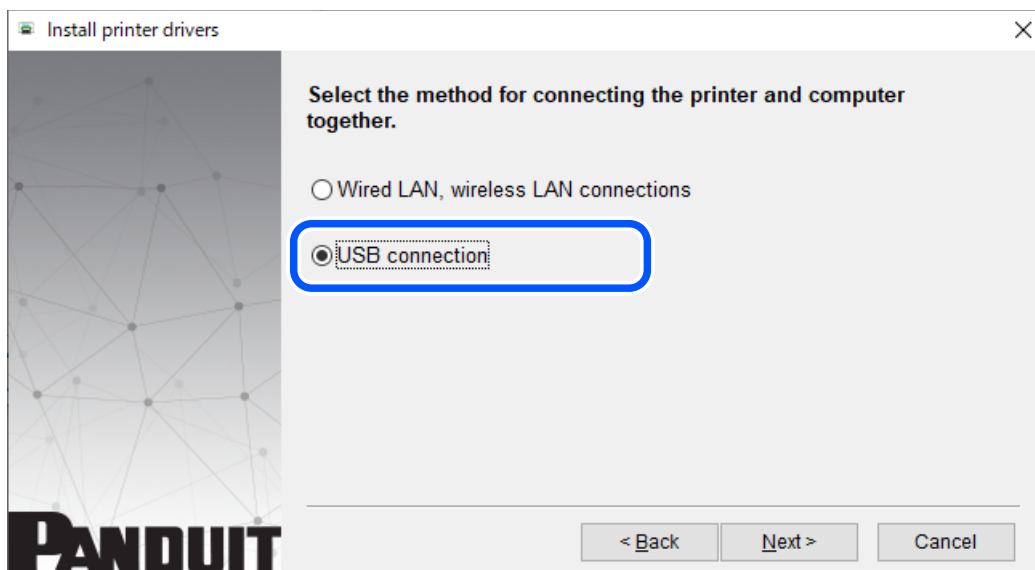 Install printer drivers
Select the method for connecting the printer and computer
together.
Wired LAN, wireless LAN connections
USB connection
PANDUIT
< Back
Next >
Cancel